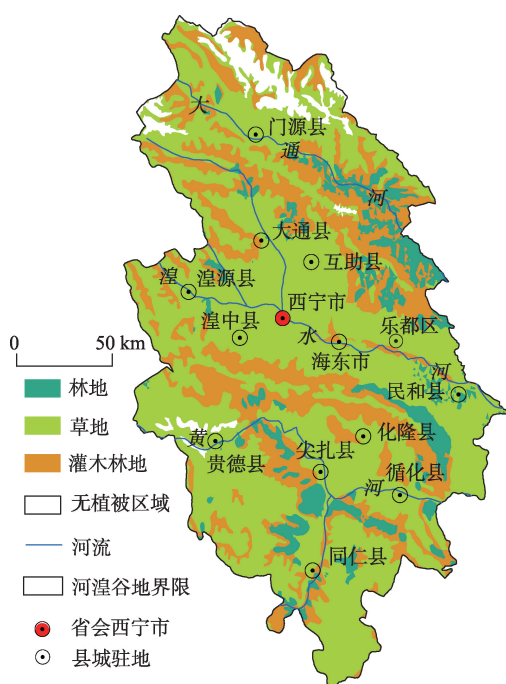 大
通
河
门源县
大通县
互助县
湟
湟源县
西宁市
湟中县
水
乐都区
海东市
河
民和县
0 50 km
林地
草地
灌木林地
无植被区域
河流
河湟谷地界限
省会西宁市
县城驻地
黄
贵德县
尖扎县
化隆县
河
循化县
同仁县